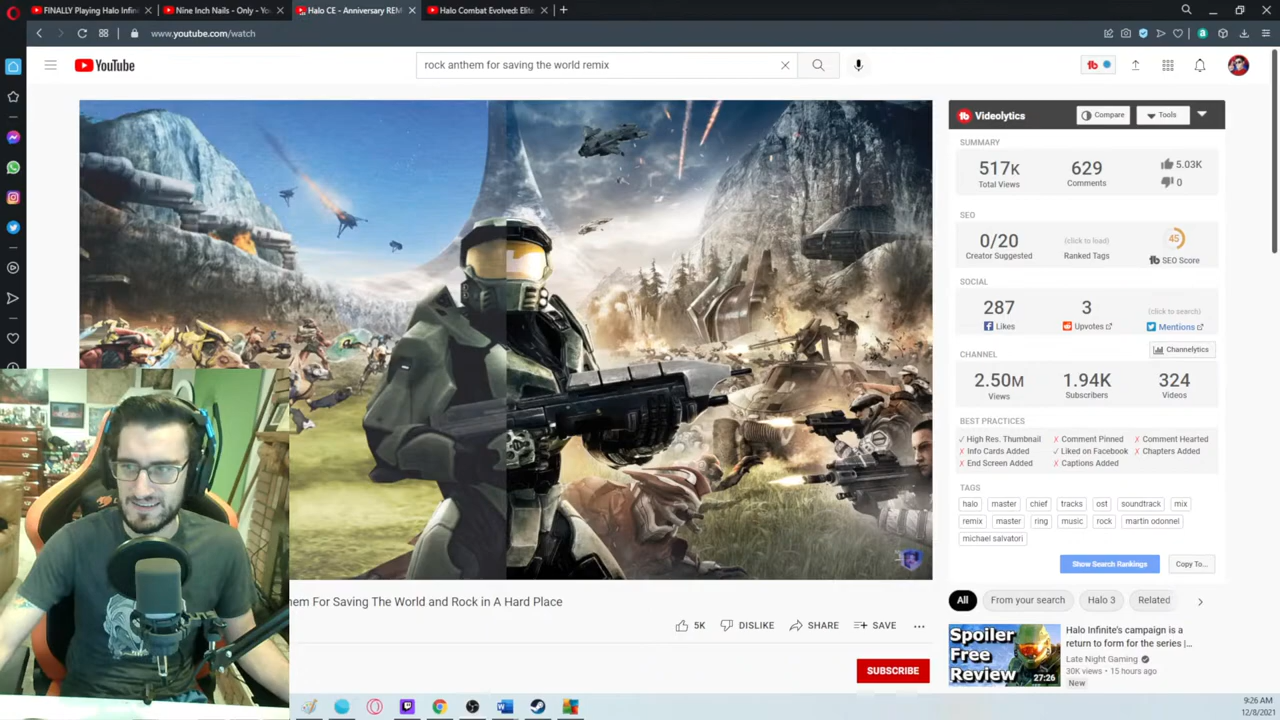 FINALLY Playing Halo Infin
Nine Inch Nails - Only - Yo
Halo CE - Anniversary REM
Halo Combat Evolved: Elit
www.youtube.com/watch
YouTube
rock anthem for saving the world remix
Videolytics
Compare
Tools
SUMMARY
517K
Total Views
629
Comments
5.03K
0
SEO
0/20
Creator Suggested
(click to load)
Ranked Tags
45
SEO Score
SOCIAL
287
Likes
3
Upvotes
(click to search)
Mentions
CHANNEL
Channelytics
2.50M
Views
1.94K
Subscribers
324
Videos
BEST PRACTICES
High Res. Thumbnail
Comment Pinned
Comment Hearted
Info Cards Added
Liked on Facebook
Chapters Added
End Screen Added
Captions Added
TAGS
halo master chief tracks ost soundtrack mix
remix master ring music rock martin odonnel
michael salvatori
Show Search Rankings
Copy To...
hem For Saving The World and Rock in A Hard Place
5K
DISLIKE
SHARE
SAVE
SUBSCRIBE
All
From your search
Halo 3
Related
Spoiler
Free
Review
27:26
Halo Infinite's campaign is a
return to form for the series |...
Late Night Gaming
30K views • 15 hours ago
New
9:26 AM
12/8/2021